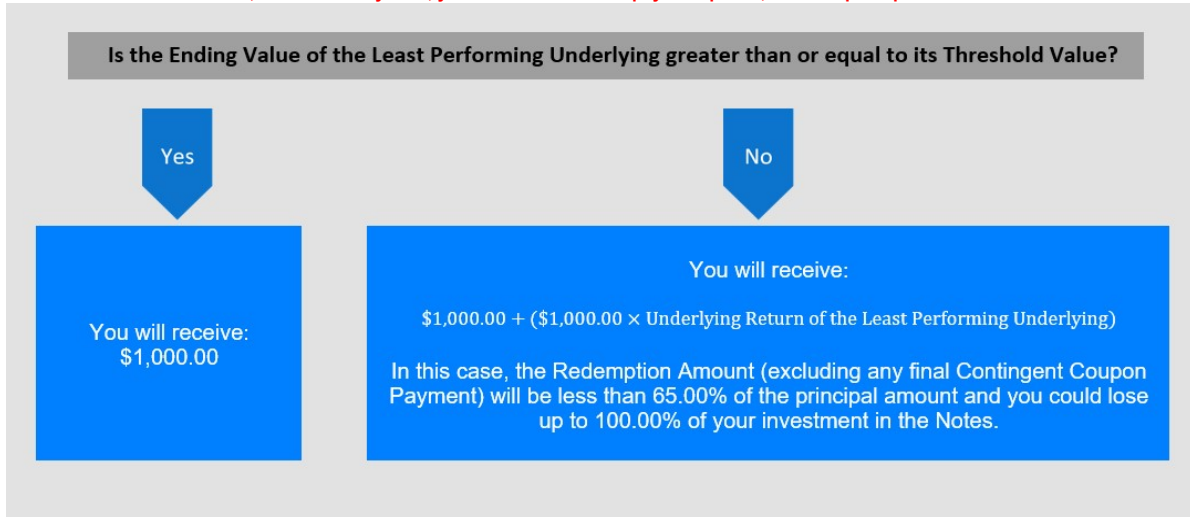 Is the Ending Value of the Least Performing Underlying greater than or equal to its Threshold Value?
Yes
No
You will receive:
$1,000.00
You will receive:
$1,000.00 + ($1,000.00 × Underlying Return of the Least Performing Underlying)
In this case, the Redemption Amount (excluding any final Contingent Coupon
Payment) will be less than 65.00% of the principal amount and you could lose
up to 100.00% of your investment in the Notes.